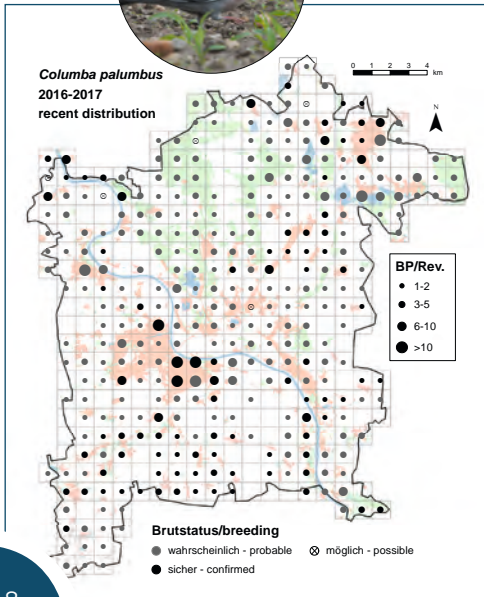 Columba palumbus
2016-2017
recent distribution
0 1 2 3 4
km
N
BP/Rev.
1-2
3-5
6-10
>10
Brutstatus/breeding
wahrscheinlich - probable
möglich - possible
sicher - confirmed